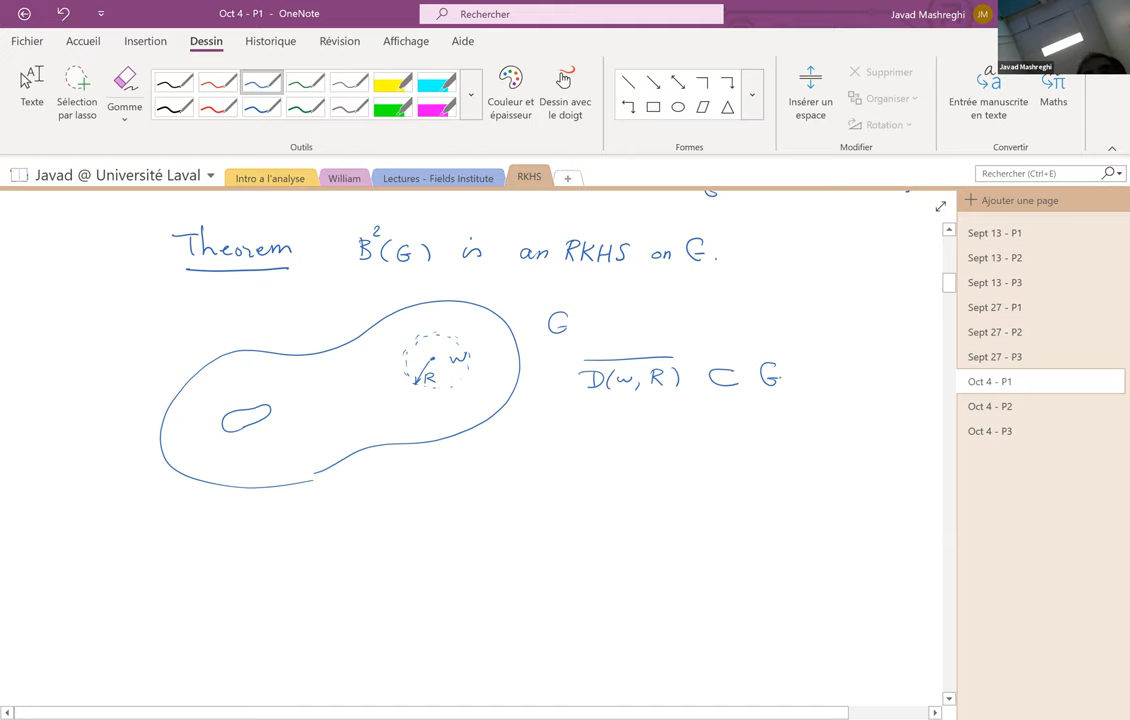 Oct 4 - P1 - OneNote
Rechercher
Javad Mashreghi
JM
Javad Mashreghi
Fichier
Accueil
Insertion
Dessin
Historique
Révision
Affichage
Aide
Texte
Sélection par lasso
Gomme
Couleur et épaisseur
Dessin avec le doigt
Insérer un espace
Supprimer
Organiser
Rotation
Entrée manuscrite en texte
Maths
Outils
Formes
Modifier
Convertir
Javad @ Université Laval
Intro a l'analyse
William
Lectures - Fields Institute
RKHS
Rechercher (Ctrl+E)
Ajouter une page
Sept 13 - P1
Sept 13 - P2
Sept 13 - P3
Sept 27 - P1
Sept 27 - P2
Sept 27 - P3
Oct 4 - P1
Oct 4 - P2
Oct 4 - P3
Theorem B²(G) is an RKHS on G.
G
w
R
D(w, R) ⊂ G